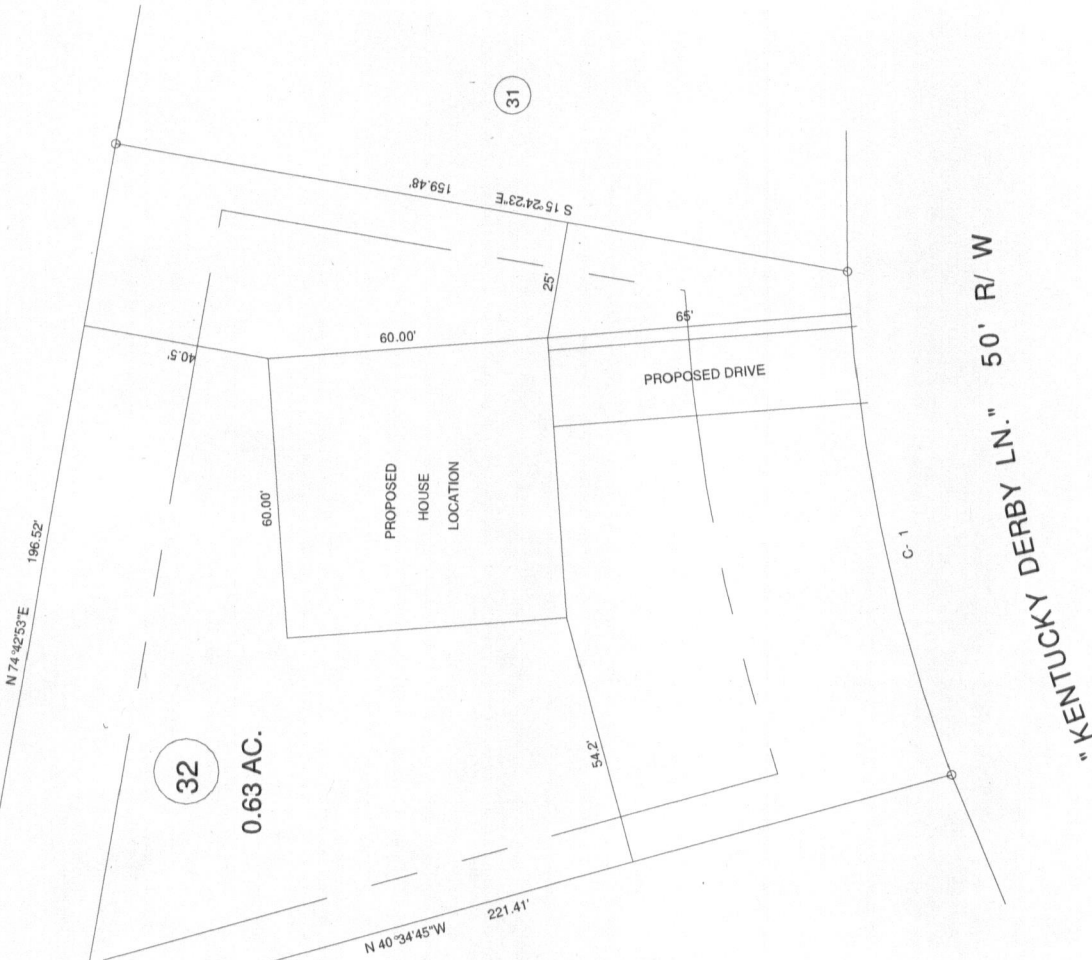 31
159.48'
S 15°24'23"E
25'
65'
60.00'
40.5'
PROPOSED DRIVE
60.00'
PROPOSED
HOUSE
LOCATION
196.52'
N 74°42'53"E
32
0.63 AC.
54.2'
221.41'
N 40°34'45"W
C- 1
"KENTUCKY DERBY LN." 50' R/ W